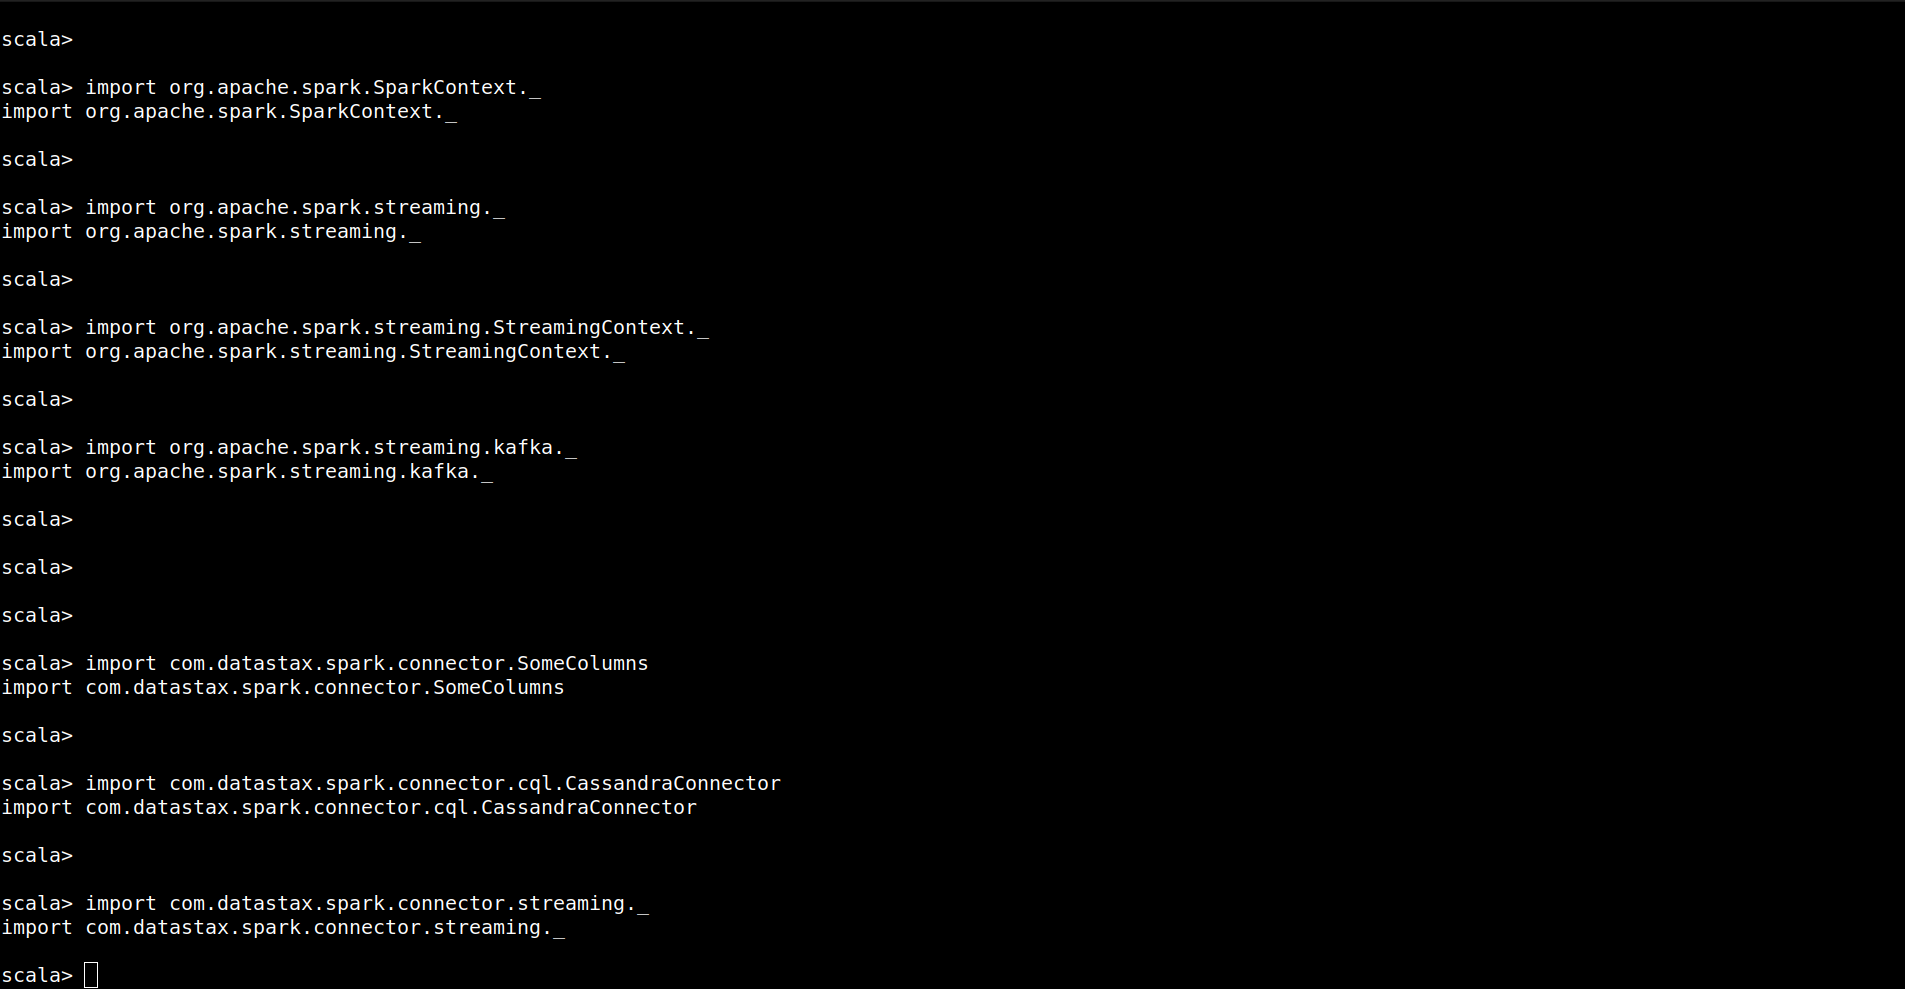 scala>
scala> import org.apache.spark.SparkContext._
import org.apache.spark.SparkContext._
scala>
scala> import org.apache.spark.streaming._
import org.apache.spark.streaming._
scala>
scala> import org.apache.spark.streaming.StreamingContext._
import org.apache.spark.streaming.StreamingContext._
scala>
scala> import org.apache.spark.streaming.kafka._
import org.apache.spark.streaming.kafka._
scala>
scala>
scala>
scala> import com.datastax.spark.connector.SomeColumns
import com.datastax.spark.connector.SomeColumns
scala>
scala> import com.datastax.spark.connector.cql.CassandraConnector
import com.datastax.spark.connector.cql.CassandraConnector
scala>
scala> import com.datastax.spark.connector.streaming._
import com.datastax.spark.connector.streaming._
scala>